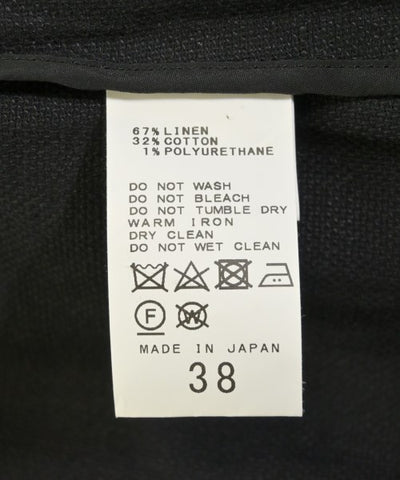 67% LINEN
32% COTTON
1% POLYURETHANE
DO NOT WASH
DO NOT BLEACH
DO NOT TUMBLE DRY
WARM IRON
DRY CLEAN
DO NOT WET CLEAN
F W
MADE IN JAPAN
38